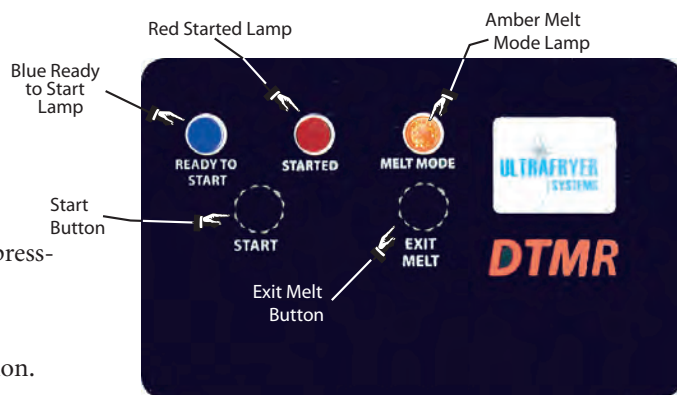 Amber Melt
Mode Lamp
Red Started Lamp
Blue Ready
to Start
Lamp
READY TO
START
STARTED
MELT MODE
ULTRAFRYER
SYSTEMS
Start
Button
START
EXIT
MELT
DTMR
press-
Exit Melt
Button
on.